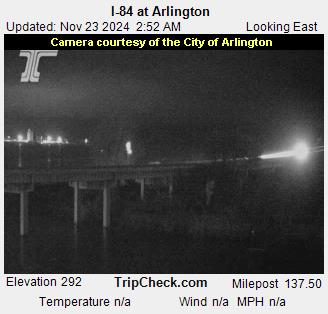 I-84 at Arlington
Updated: Nov 23 2024 2:52 AM Looking East
Camera courtesy of the City of Arlington
Elevation 292 TripCheck.com Milepost 137.50
Temperature n/a Wind n/a MPH n/a